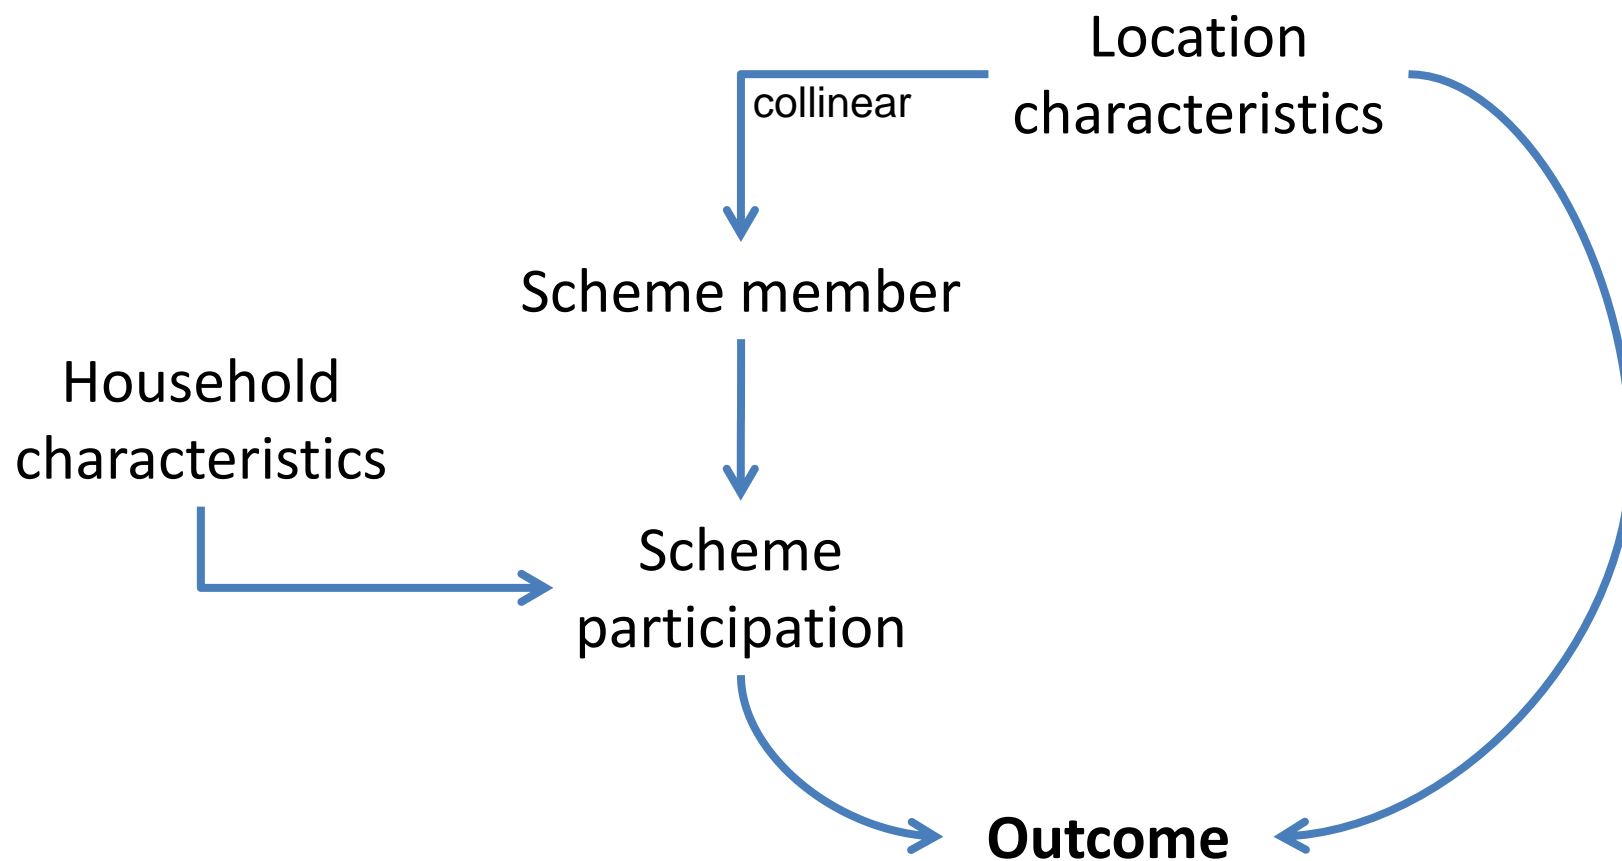 Location
characteristics
collinear
Scheme member
Household
characteristics
Scheme
participation
Outcome